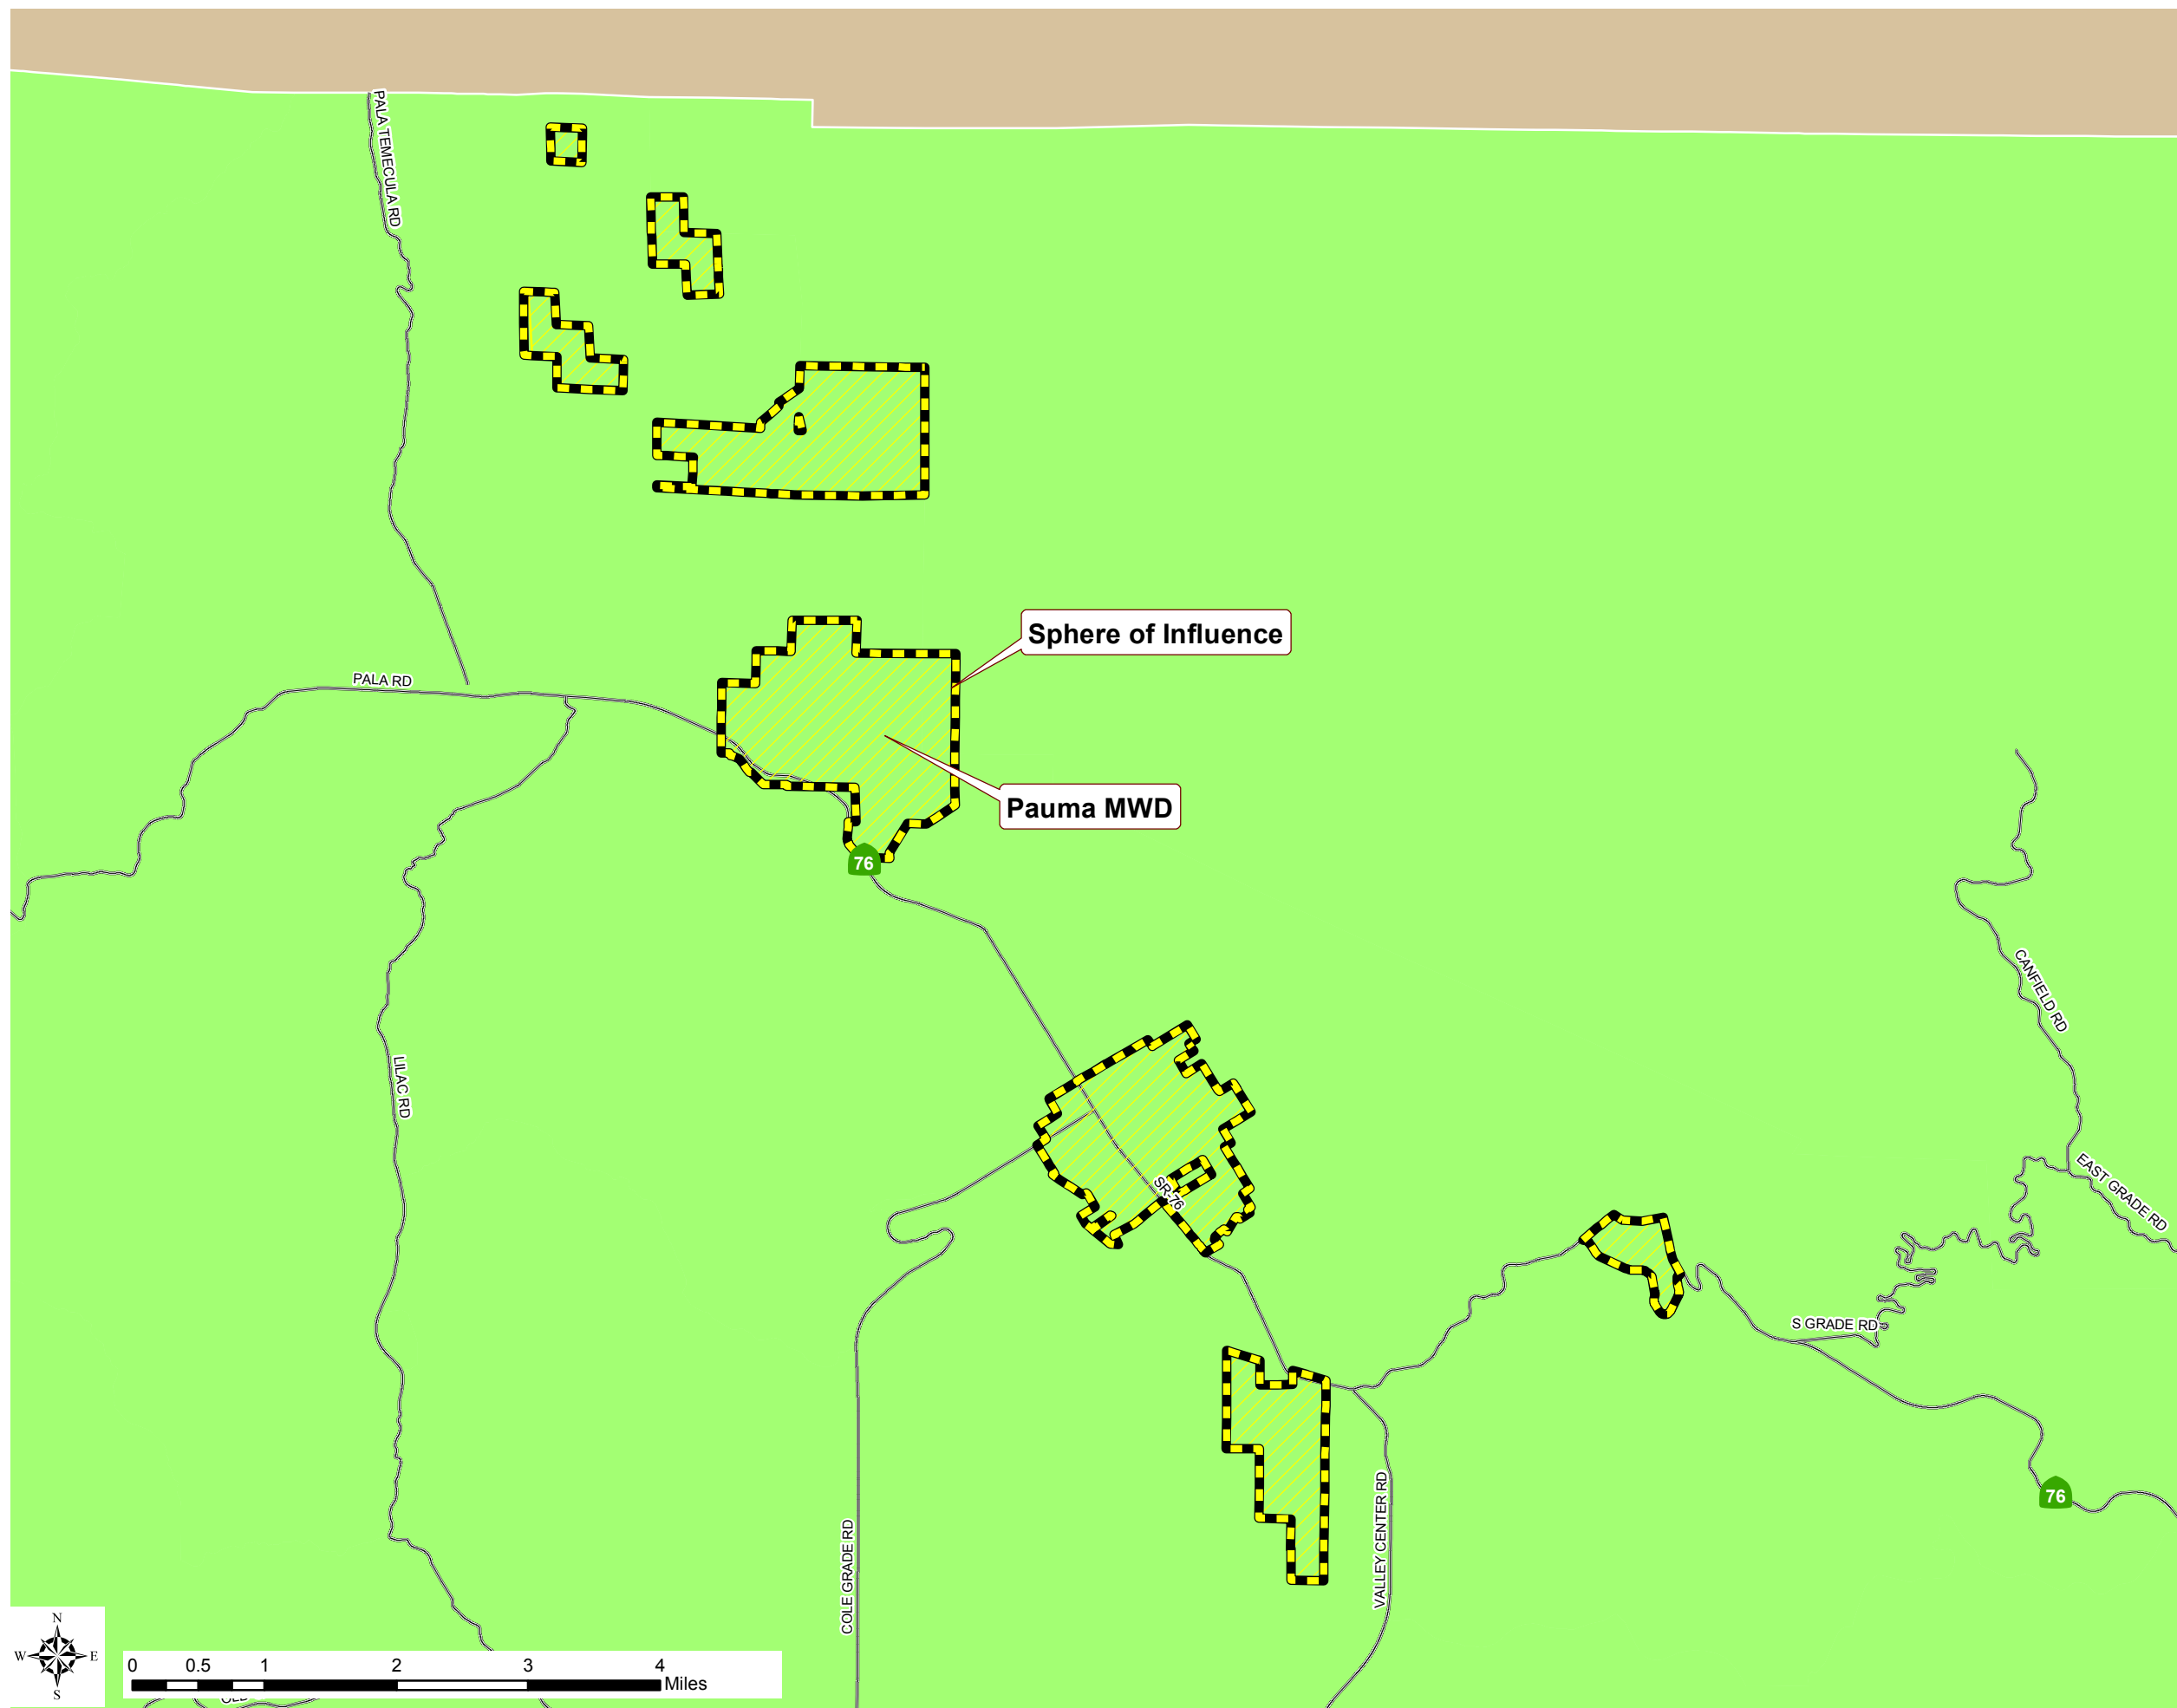 PALA TEMECULA RD
Sphere of Influence
PALA RD
Pauma MWD
76
CANFIELD RD
LILAC RD
EAST GRADE RD
SR-76
S GRADE RD
76
VALLEY CENTER RD
COLE GRADE RD
N
W E
S
0 0.5 1 2 3 4
Miles